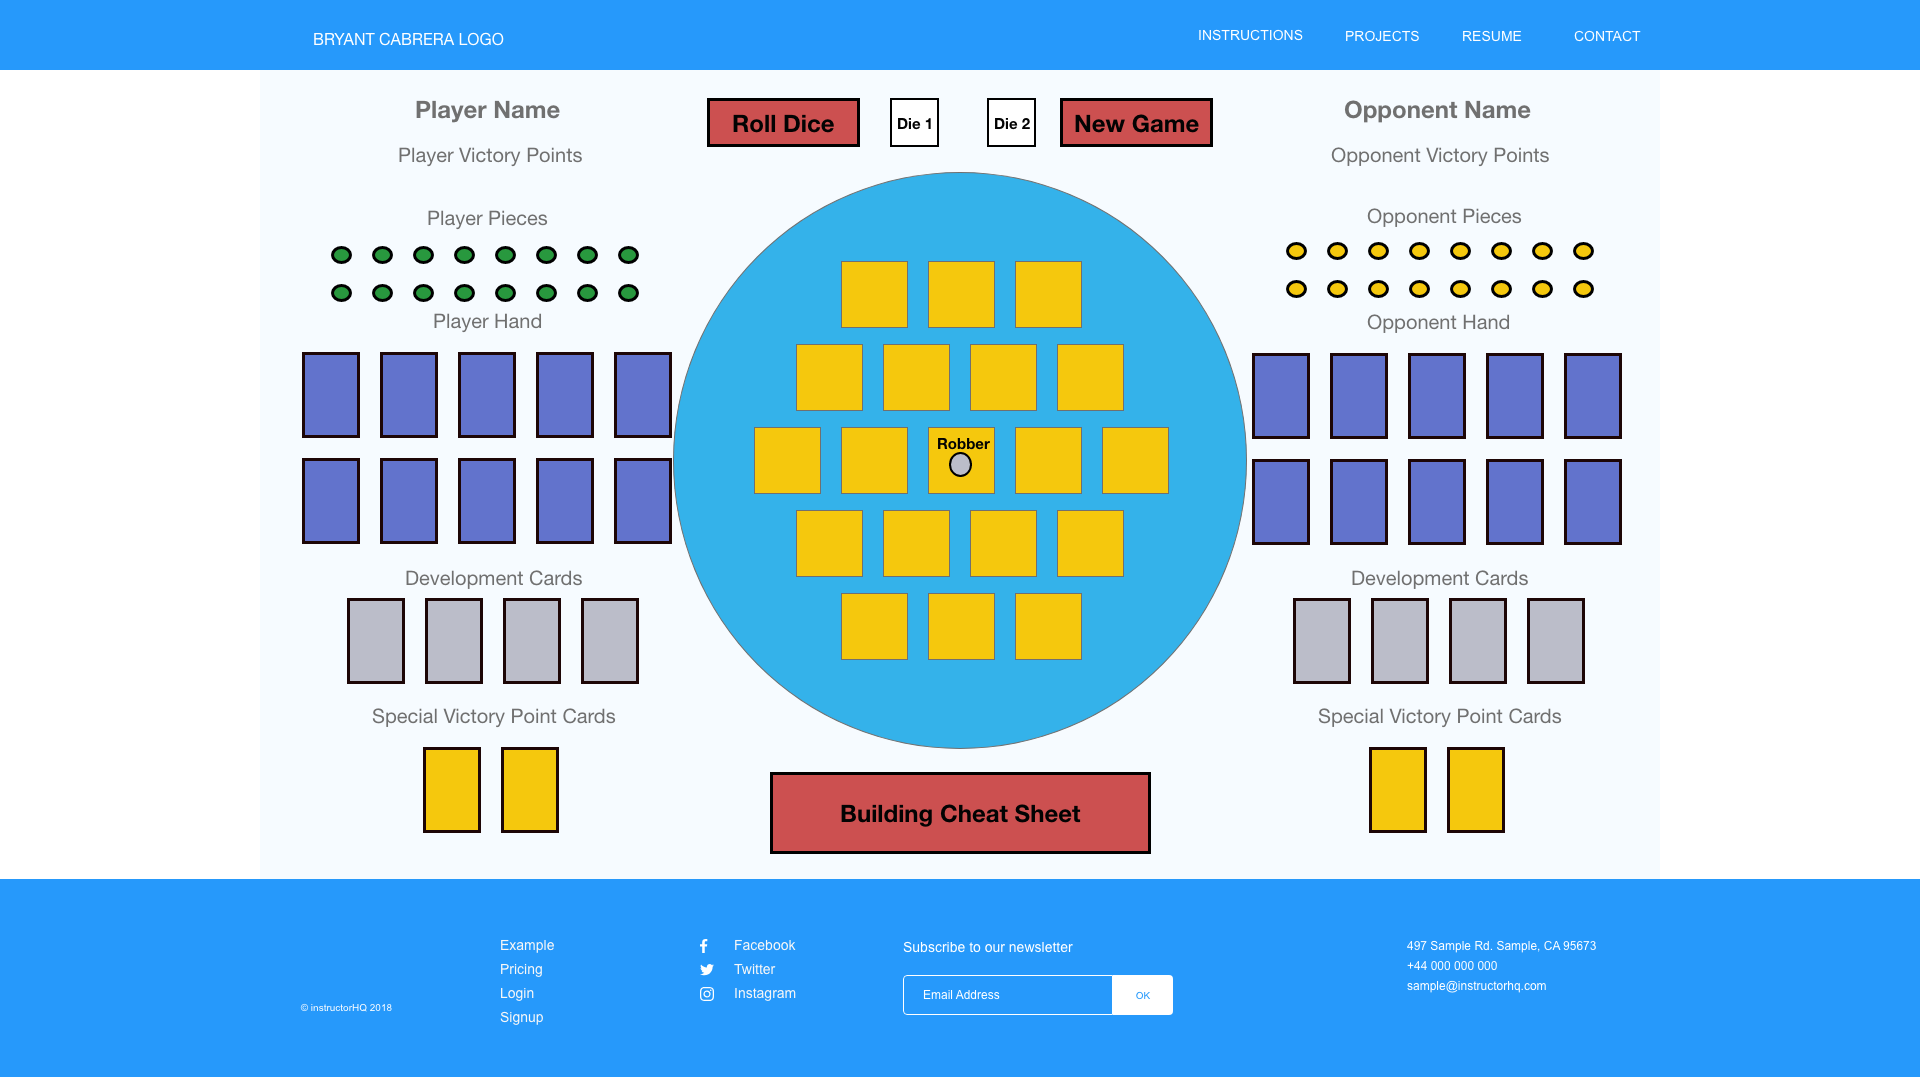 BRYANT CABRERA LOGO
INSTRUCTIONS
PROJECTS
RESUME
CONTACT
Player Name
Player Victory Points
Player Pieces
Player Hand
Development Cards
Special Victory Point Cards
Roll Dice
Die 1
Die 2
New Game
Robber
Building Cheat Sheet
Opponent Name
Opponent Victory Points
Opponent Pieces
Opponent Hand
Development Cards
Special Victory Point Cards
© instructorHQ 2018
Example
Pricing
Login
Signup
Facebook
Twitter
Instagram
Subscribe to our newsletter
Email Address
OK
497 Sample Rd. Sample, CA 95673
+44 000 000 000
sample@instructorhq.com